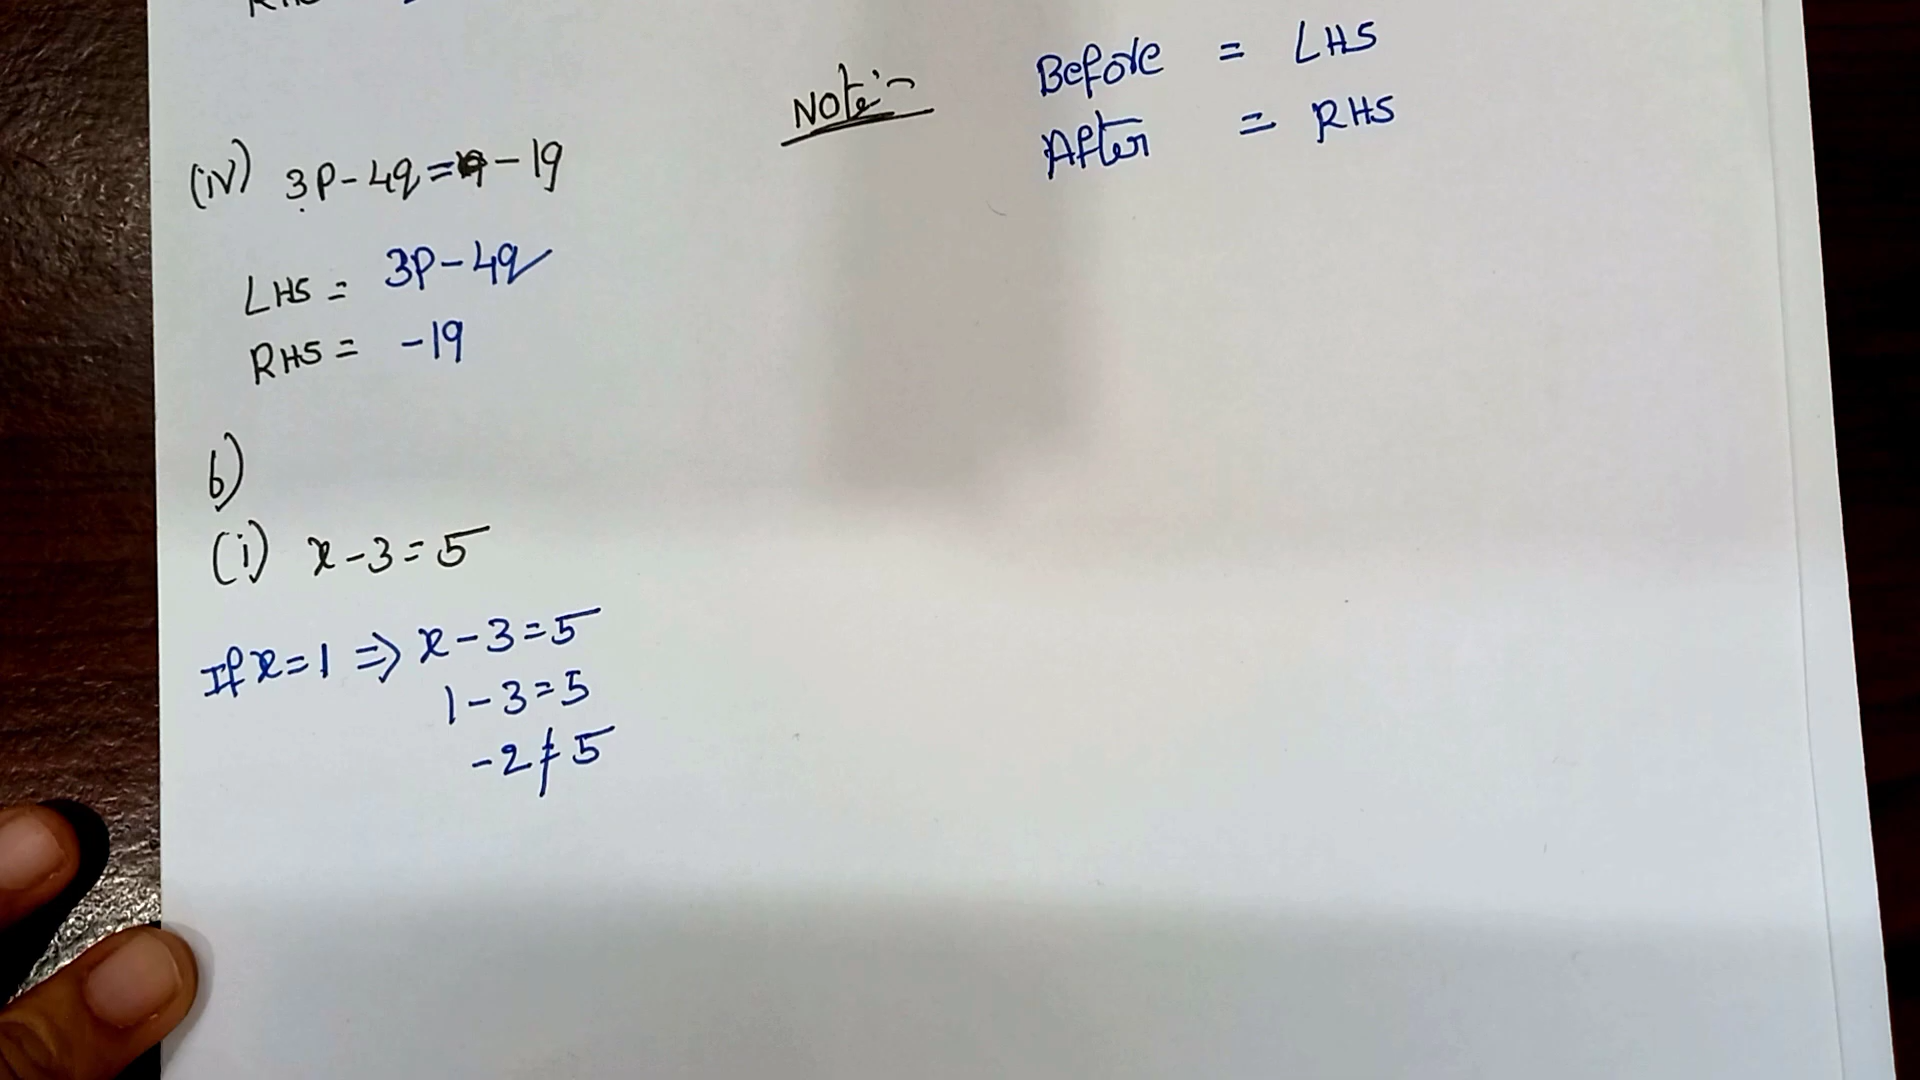 Note:-
Before = LHS
After = RHS
(iv) 3P-4q=-19
LHS = 3P-4q
RHS = -19
b)
(i) x-3=5
If x=1 => x-3=5
1-3=5
-2≠5